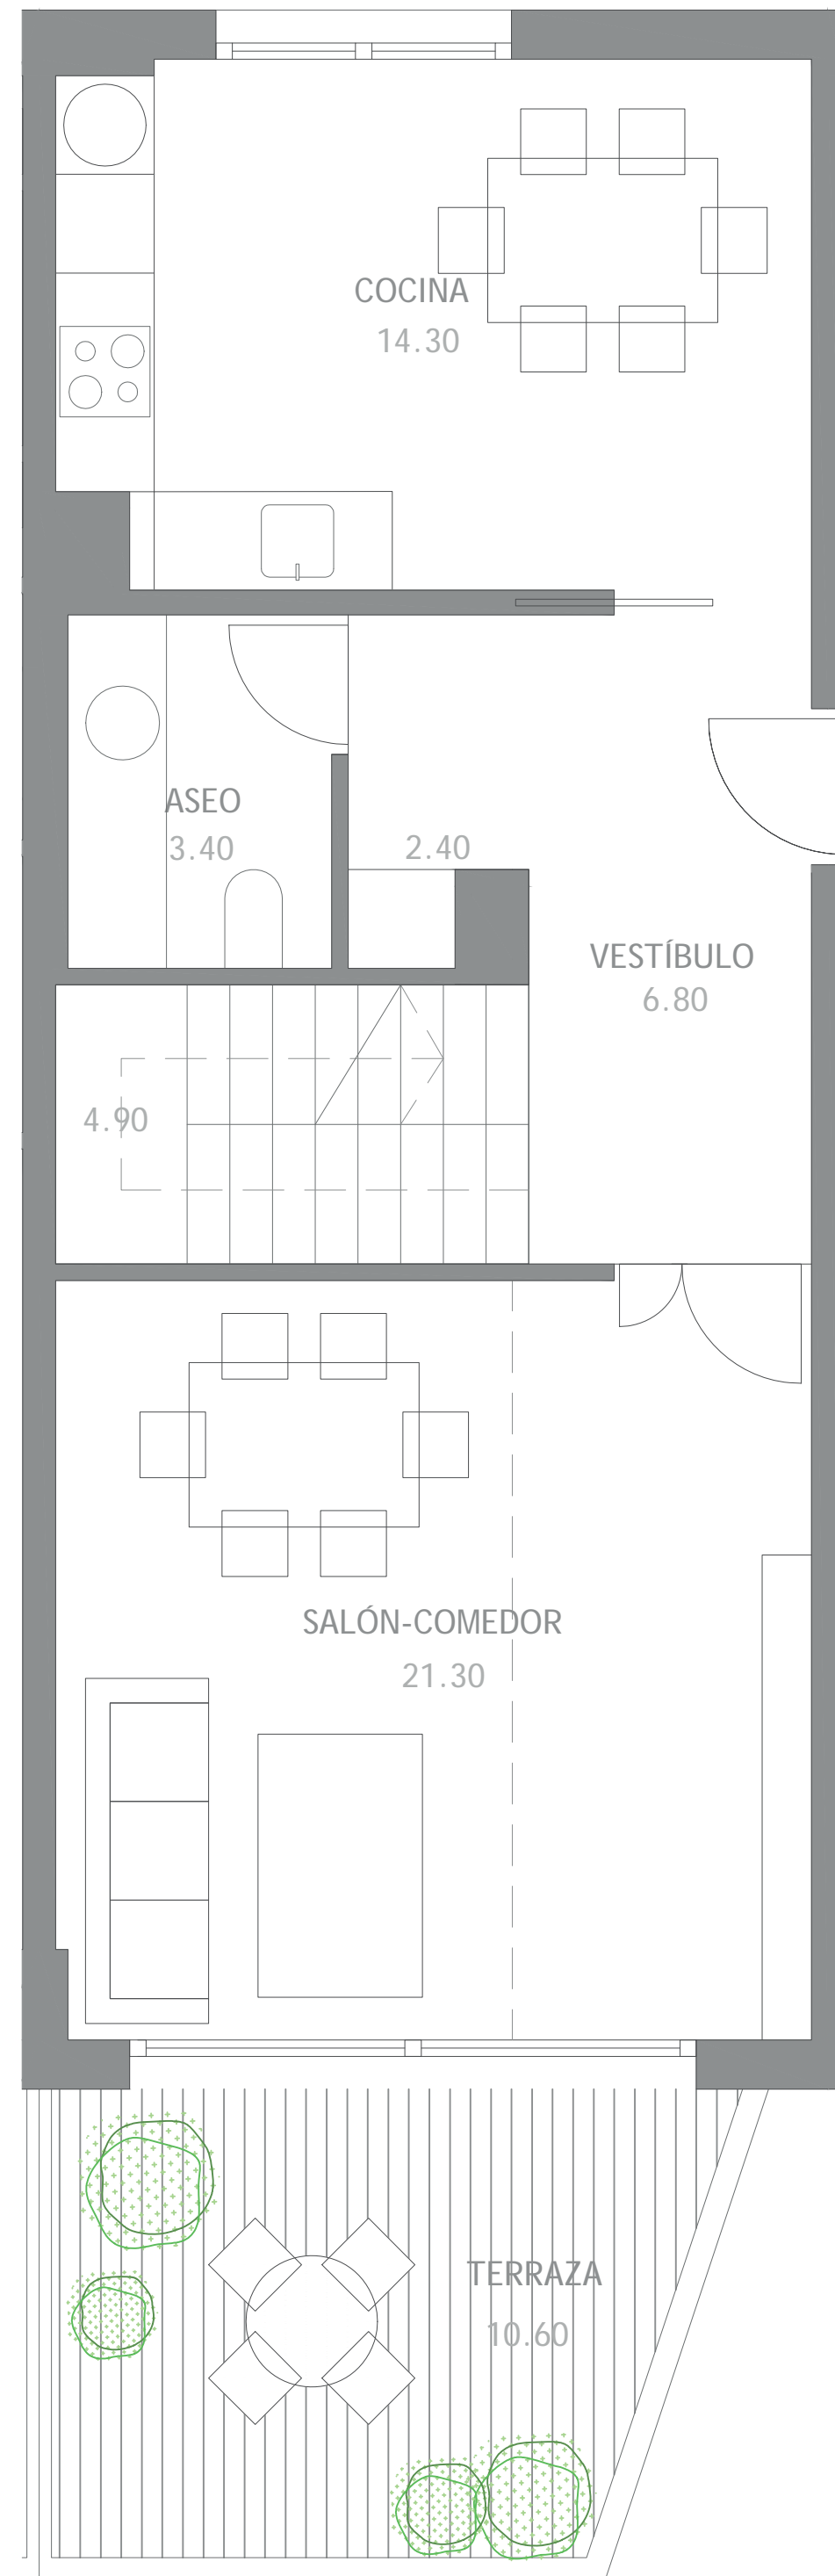 COCINA
14.30
ASEO
3.40
2.40
VESTÍBULO
6.80
4.90
SALÓN-COMEDOR
21.30
TERRAZA
10.60